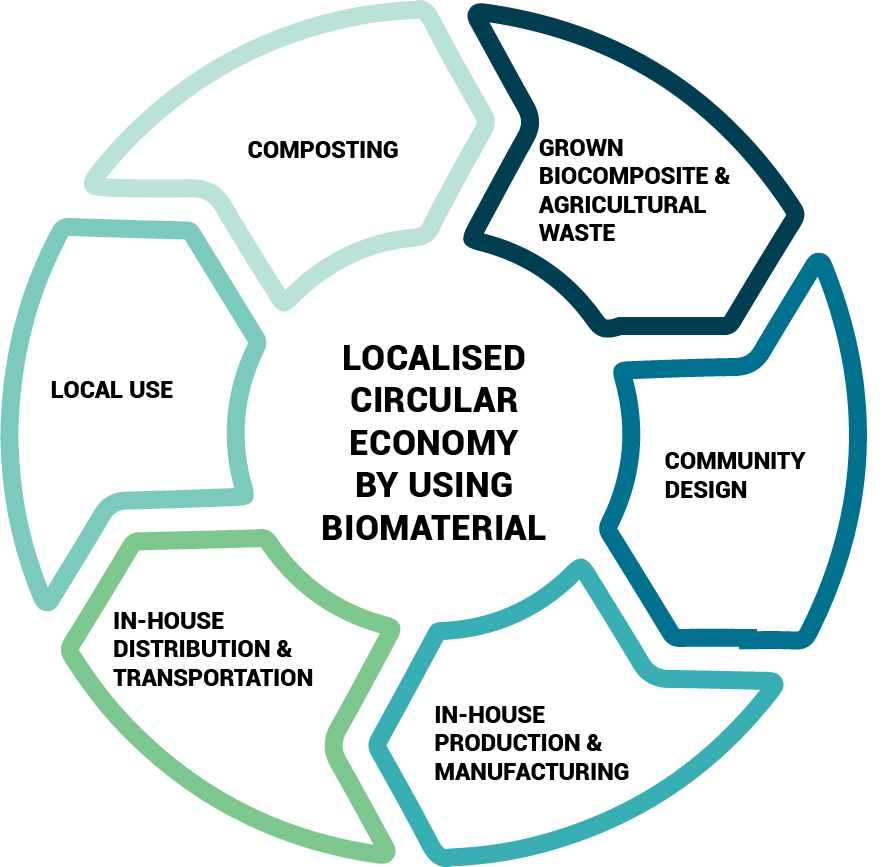 COMPOSTING
GROWN
BIOCOMPOSITE &
AGRICULTURAL
WASTE
LOCALISED
CIRCULAR
ECONOMY
BY USING
BIOMATERIAL
LOCAL USE
COMMUNITY
DESIGN
IN-HOUSE
DISTRIBUTION &
TRANSPORTATION
IN-HOUSE
PRODUCTION &
MANUFACTURING